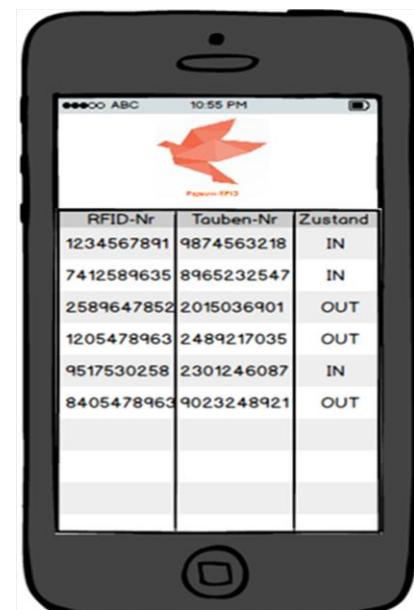 ABC 10:55 PM
Pigeon-RFID
RFID-Nr Tauben-Nr Zustand
1234567891 9874563218 IN
7412589635 8965232547 IN
2589647852 2015036901 OUT
1205478963 2489217035 OUT
9517530258 2301246087 IN
8405478963 9023248921 OUT